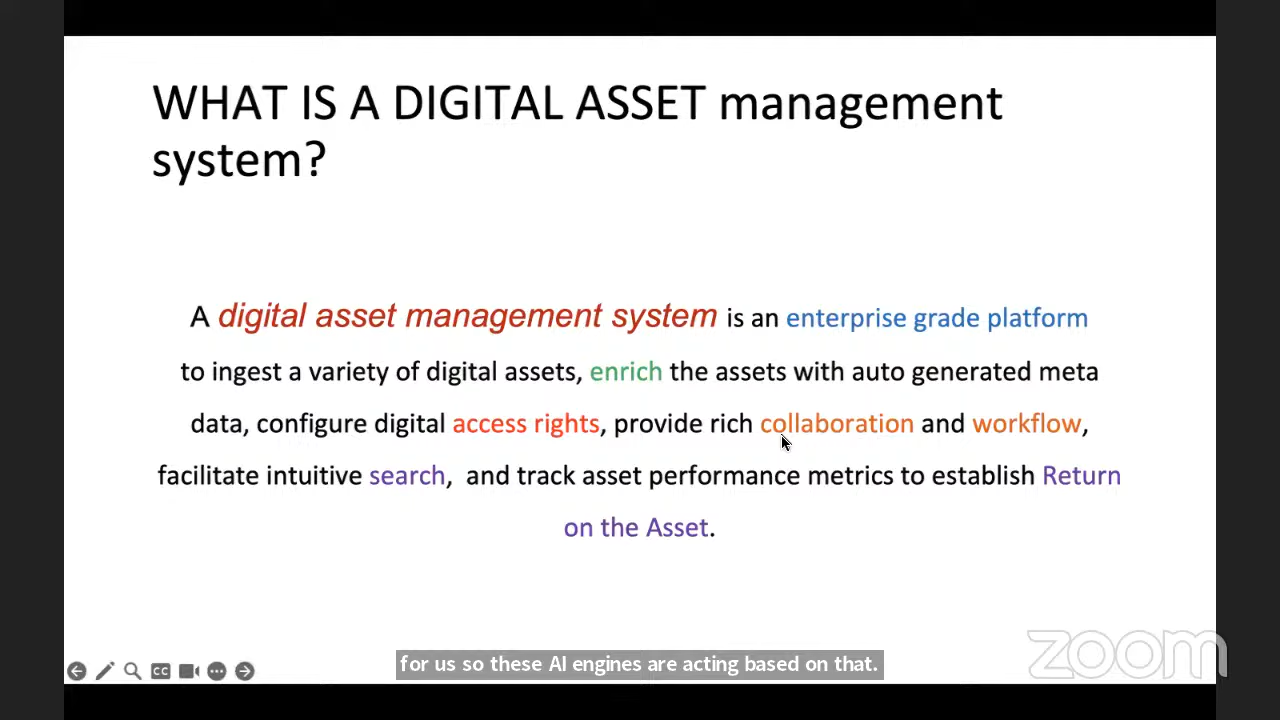 WHAT IS A DIGITAL ASSET management
system?
A digital asset management system is an enterprise grade platform
to ingest a variety of digital assets, enrich the assets with auto generated meta
data, configure digital access rights, provide rich collaboration and workflow,
facilitate intuitive search, and track asset performance metrics to establish Return
on the Asset.
CC
for us so these AI engines are acting based on that.
zoom